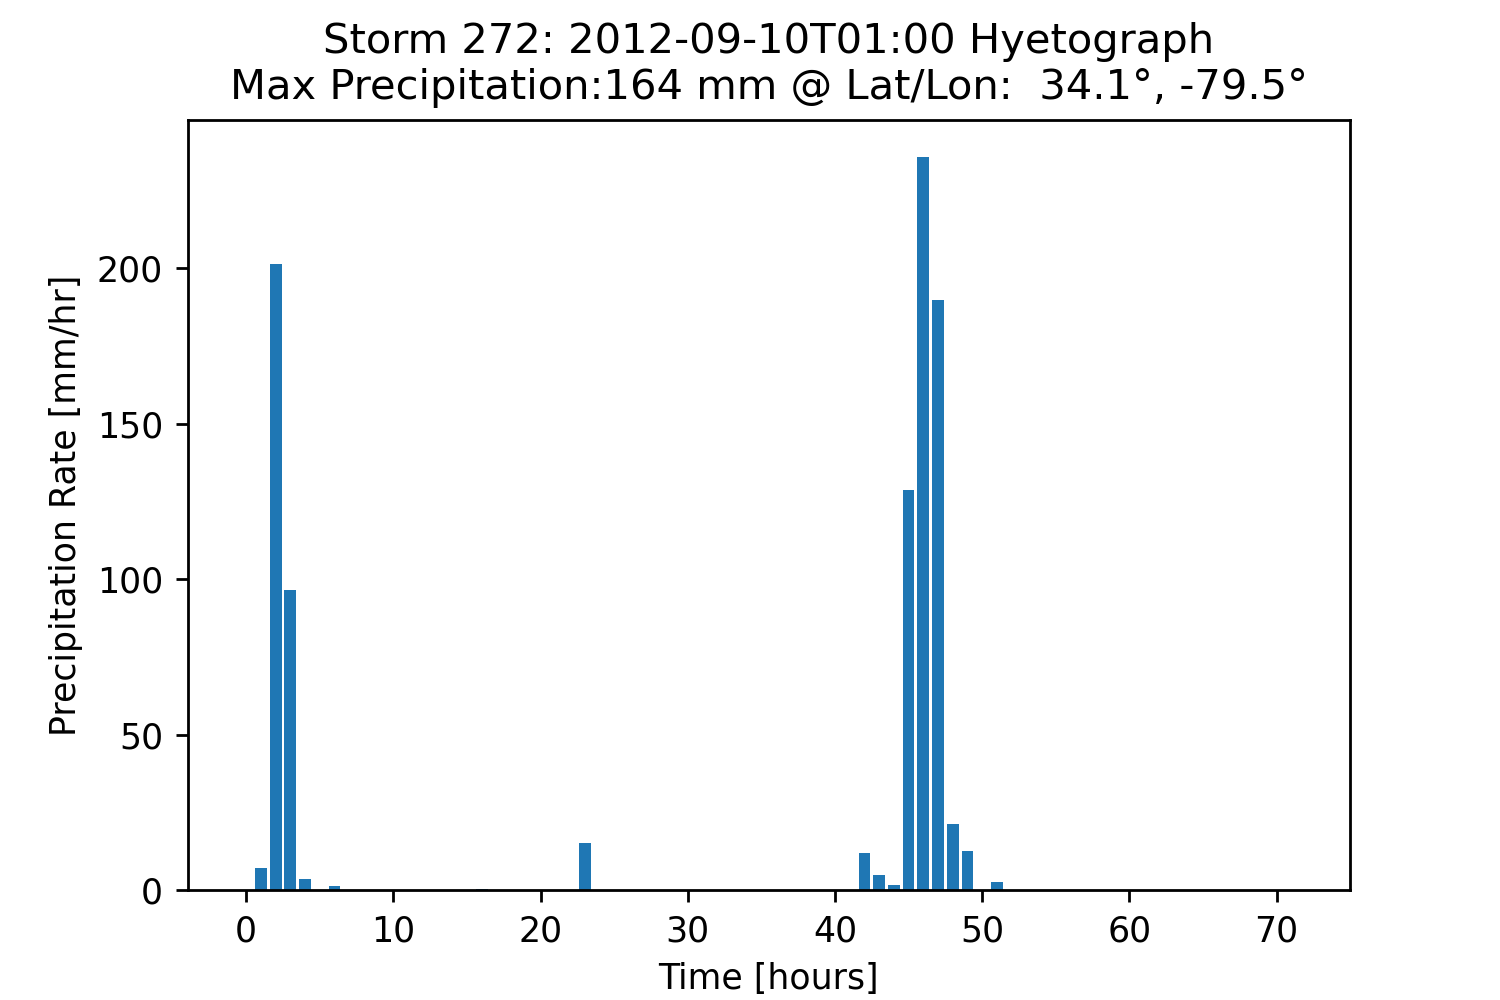 Storm 272: 2012-09-10T01:00 Hyetograph
Max Precipitation:164 mm @ Lat/Lon:  34.1°, -79.5°
Precipitation Rate [mm/hr]
200
150
100
50
0
0 10 20 30 40 50 60 70
Time [hours]